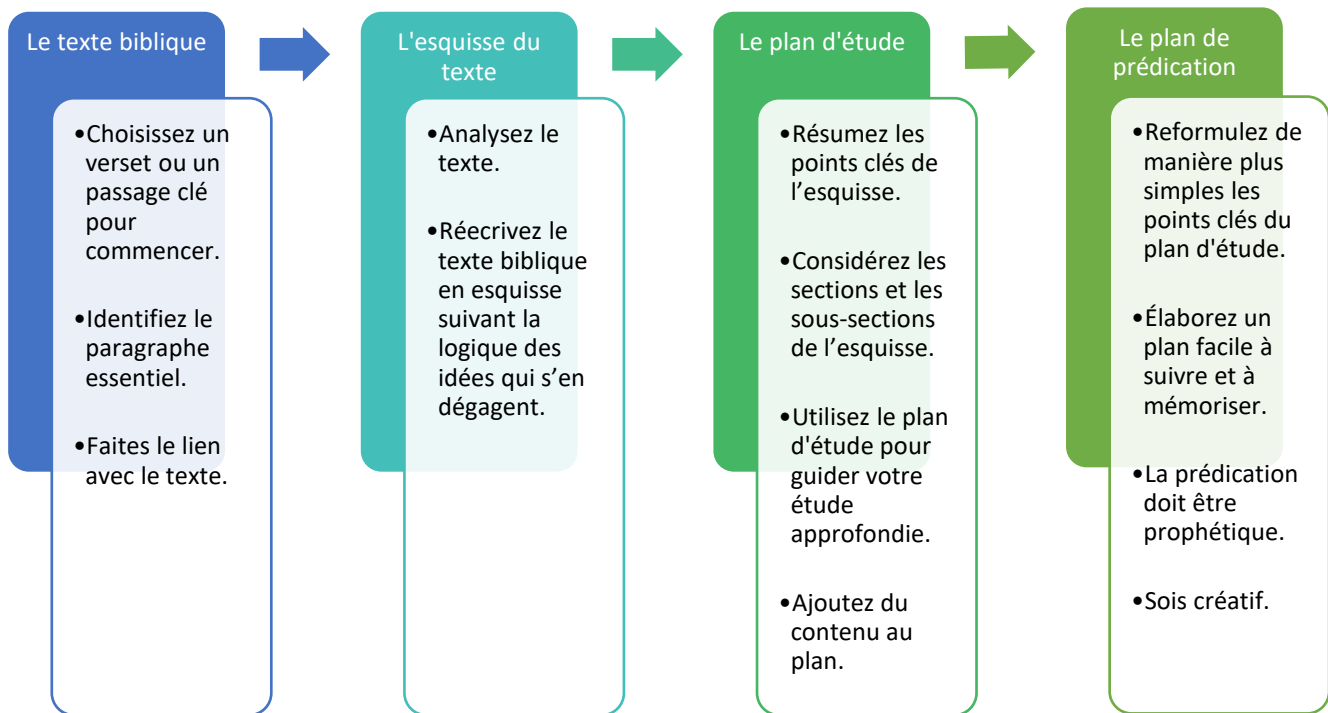 Le texte biblique
•Choisissez un
verset ou un
passage clé
pour
commencer.
•Identifiez le
paragraphe
essentiel.
•Faites le lien
avec le texte.
L'esquisse du
texte
•Analysez le
texte.
•Réecrivez le
texte biblique
en esquisse
suivant la
logique des
idées qui s’en
dégagent.
Le plan d'étude
•Résumez les
points clés de
l’esquisse.
•Considérez les
sections et les
sous-sections
de l’esquisse.
•Utilisez le plan
d'étude pour
guider votre
étude
approfondie.
•Ajoutez du
contenu au
plan.
Le plan de
prédication
•Reformulez de
manière plus
simples les
points clés du
plan d'étude.
•Élaborez un
plan facile à
suivre et à
mémoriser.
•La prédication
doit être
prophétique.
•Sois créatif.